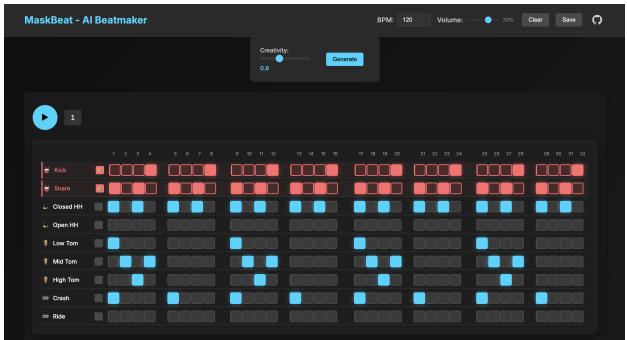 MaskBeat - AI Beatmaker
BPM: 120 Volume: 70% Clear Save
Creativity:
0.8
Generate
1
1 2 3 4 5 6 7 8 9 10 11 12 13 14 15 16 17 18 19 20 21 22 23 24 25 26 27 28 29 30 31 32
Kick
Snare
Closed HH
Open HH
Low Tom
Mid Tom
High Tom
Crash
Ride